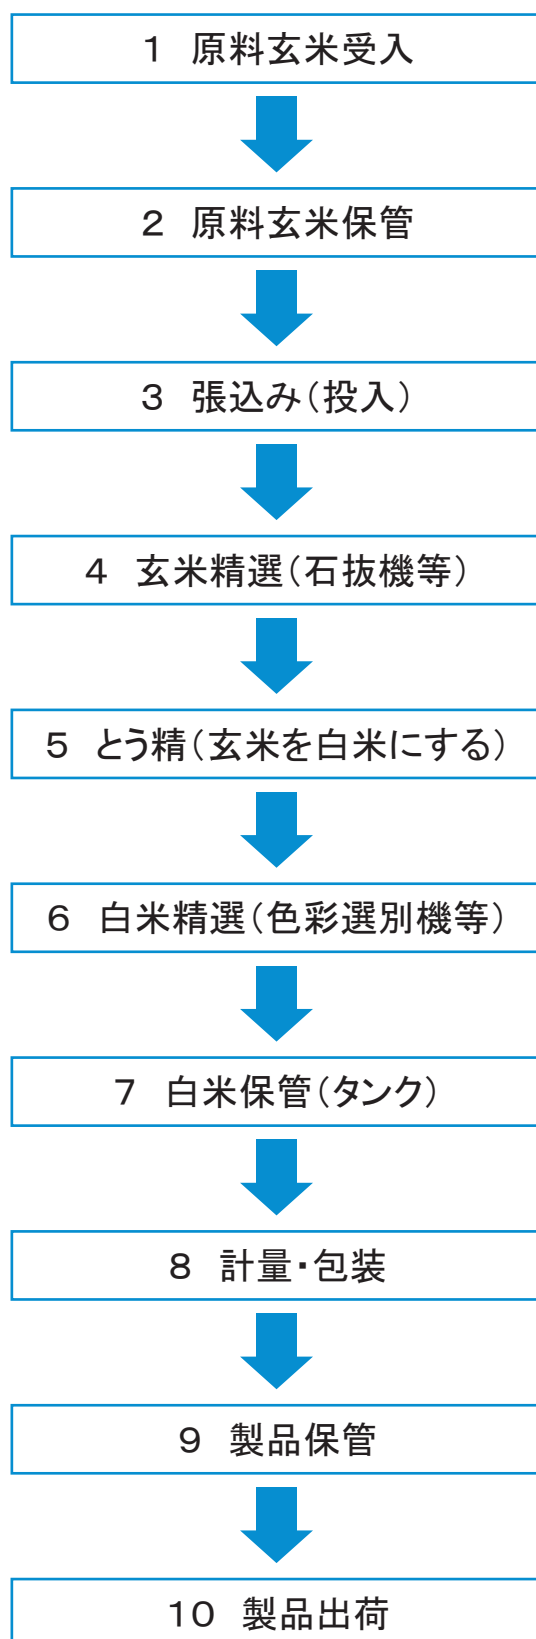 １　原料玄米受入
２　原料玄米保管
３　張込み（投入）
４　玄米精選（石抜機等）
５　とう精（玄米を白米にする）
６　白米精選（色彩選別機等）
７　白米保管（タンク）
８　計量・包装
９　製品保管
１０　製品出荷